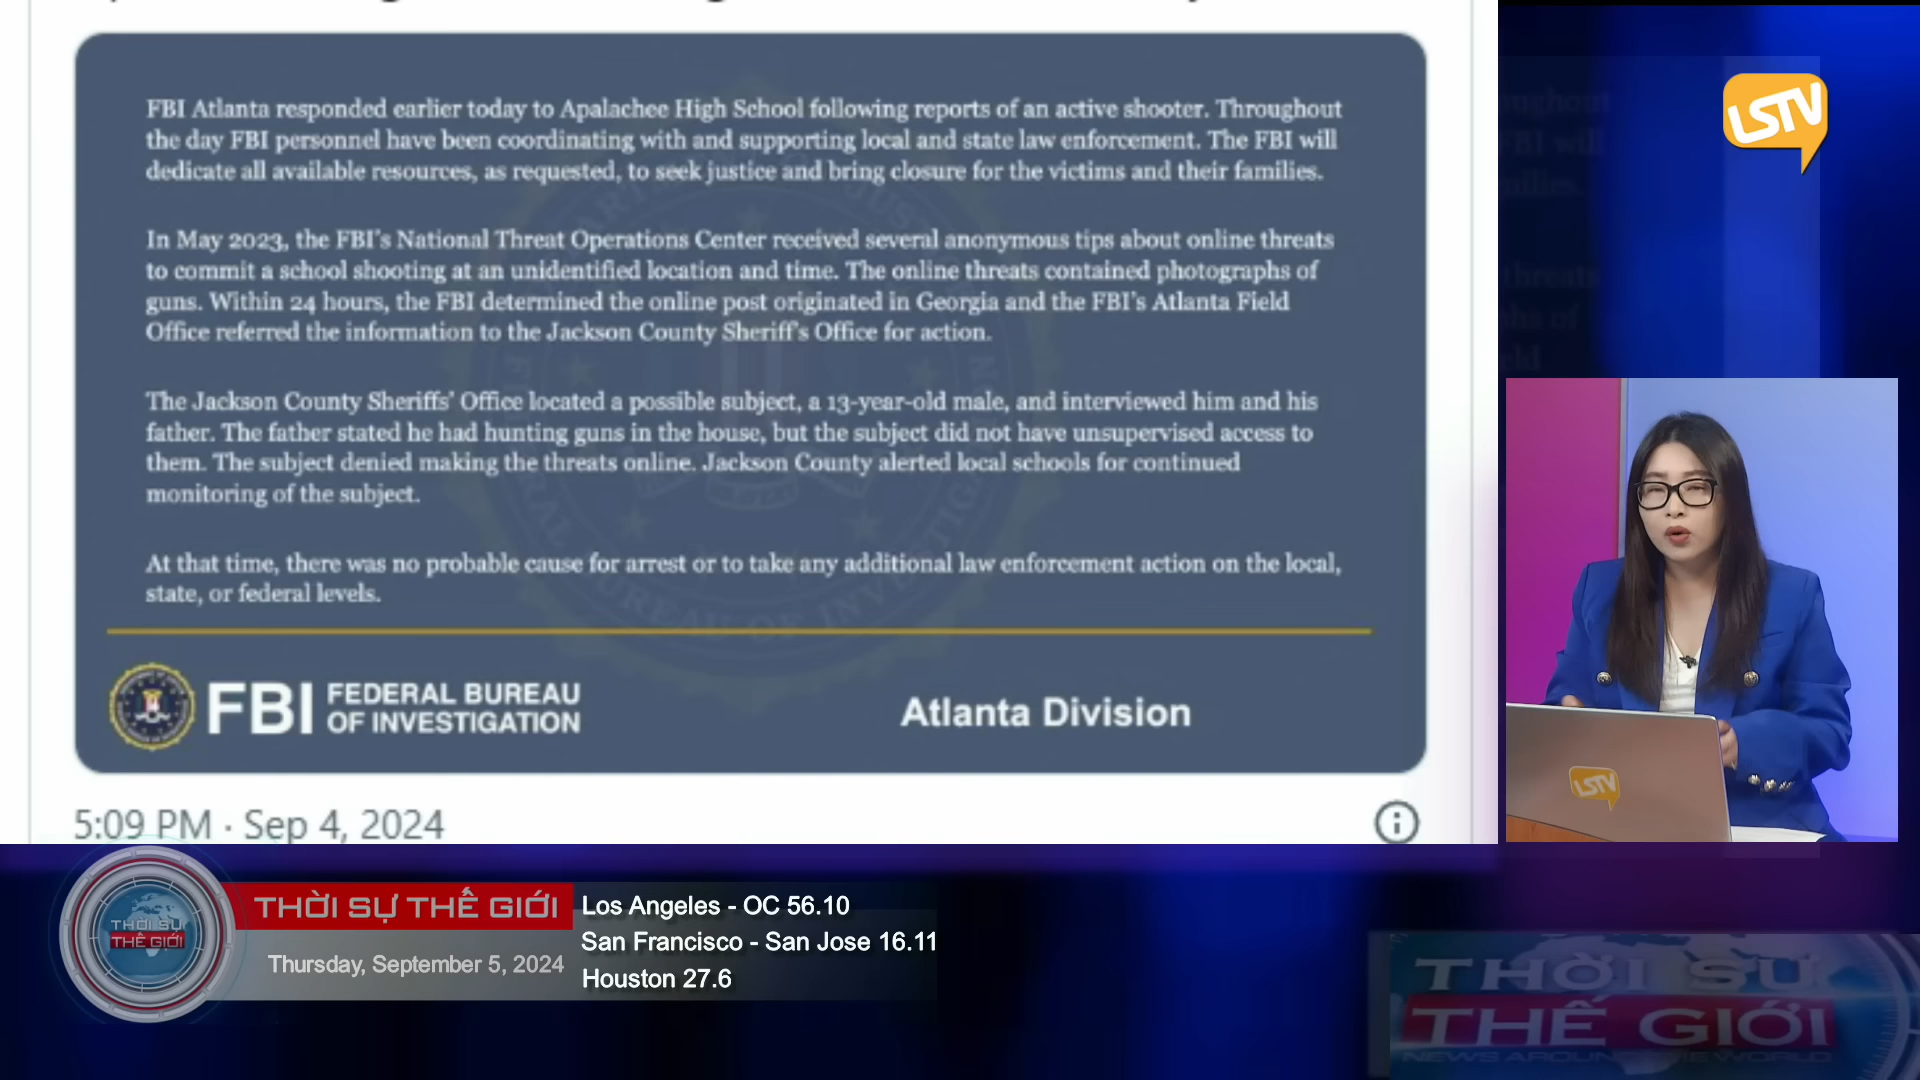 FBI Atlanta responded earlier today to Apalachee High School following reports of an active shooter. Throughout
the day FBI personnel have been coordinating with and supporting local and state law enforcement. The FBI will
dedicate all available resources, as requested, to seek justice and bring closure for the victims and their families.
In May 2023, the FBI's National Threat Operations Center received several anonymous tips about online threats
to commit a school shooting at an unidentified location and time. The online threats contained photographs of
guns. Within 24 hours, the FBI determined the online post originated in Georgia and the FBI's Atlanta Field
Office referred the information to the Jackson County Sheriff's Office for action.
The Jackson County Sheriffs' Office located a possible subject, a 13-year-old male, and interviewed him and his
father. The father stated he had hunting guns in the house, but the subject did not have unsupervised access to
them. The subject denied making the threats online. Jackson County alerted local schools for continued
monitoring of the subject.
At that time, there was no probable cause for arrest or to take any additional law enforcement action on the local,
state, or federal levels.
FBI
FEDERAL BUREAU
OF INVESTIGATION
Atlanta Division
5:09 PM · Sep 4, 2024
LSTV
LSTV
THỜI SỰ
THẾ GIỚI
THỜI SỰ THẾ GIỚI
Thursday, September 5, 2024
Los Angeles - OC 56.10
San Francisco - San Jose 16.11
Houston 27.6
THỜI SỰ
THẾ GIỚI
NEWS AROUND THE WORLD